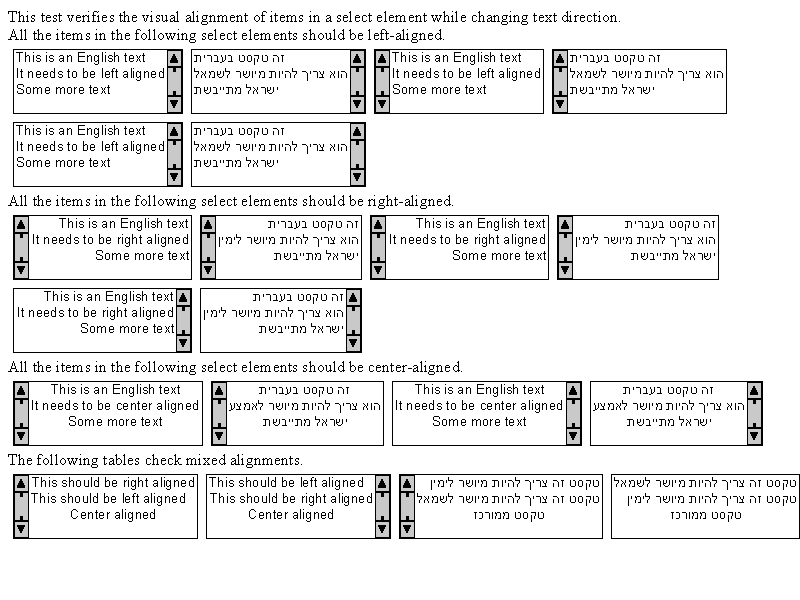 This test verifies the visual alignment of items in a select element while changing text direction.
All the items in the following select elements should be left-aligned.
This is an English text
It needs to be left aligned
Some more text
זה טקסט בעברית
הוא צריך להיות מיושר לשמאל
ישראל מתייבשת
This is an English text
It needs to be left aligned
Some more text
זה טקסט בעברית
הוא צריך להיות מיושר לשמאל
ישראל מתייבשת
This is an English text
It needs to be left aligned
Some more text
זה טקסט בעברית
הוא צריך להיות מיושר לשמאל
ישראל מתייבשת
All the items in the following select elements should be right-aligned.
This is an English text
It needs to be right aligned
Some more text
זה טקסט בעברית
הוא צריך להיות מיושר לימין
ישראל מתייבשת
This is an English text
It needs to be right aligned
Some more text
זה טקסט בעברית
הוא צריך להיות מיושר לימין
ישראל מתייבשת
This is an English text
It needs to be right aligned
Some more text
זה טקסט בעברית
הוא צריך להיות מיושר לימין
ישראל מתייבשת
All the items in the following select elements should be center-aligned.
This is an English text
It needs to be center aligned
Some more text
זה טקסט בעברית
הוא צריך להיות מיושר לאמצע
ישראל מתייבשת
This is an English text
It needs to be center aligned
Some more text
זה טקסט בעברית
הוא צריך להיות מיושר לאמצע
ישראל מתייבשת
The following tables check mixed alignments.
This should be right aligned
This should be left aligned
Center aligned
This should be left aligned
This should be right aligned
Center aligned
טקסט זה צריך להיות מיושר לימין
טקסט זה צריך להיות מיושר לשמאל
טקסט ממורכז
טקסט זה צריך להיות מיושר לשמאל
טקסט זה צריך להיות מיושר לימין
טקסט ממורכז